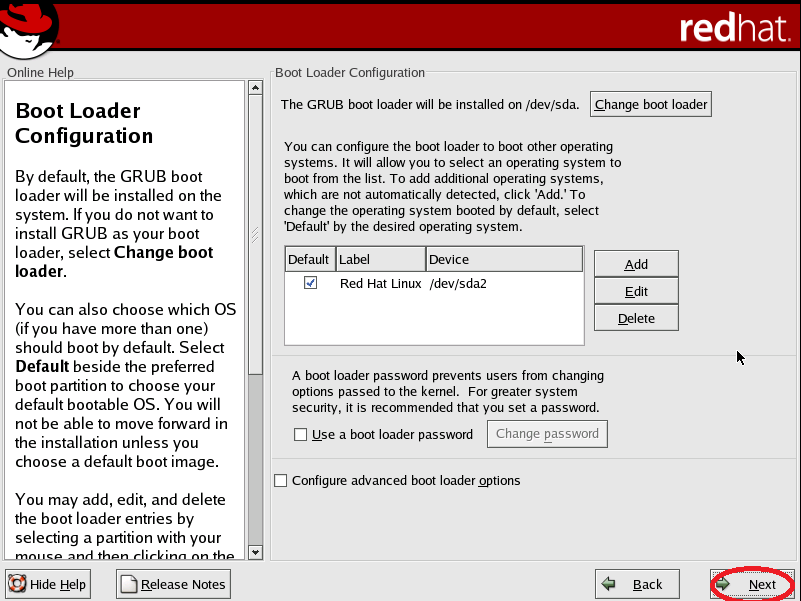 redhat.
Online Help
Boot Loader
Configuration
By default, the GRUB boot
loader will be installed on the
system. If you do not want to
install GRUB as your boot
loader, select Change boot
loader.
You can also choose which OS
(if you have more than one)
should boot by default. Select
Default beside the preferred
boot partition to choose your
default bootable OS. You will
not be able to move forward in
the installation unless you
choose a default boot image.
You may add, edit, and delete
the boot loader entries by
selecting a partition with your
mouse and then clicking on the
Boot Loader Configuration
The GRUB boot loader will be installed on /dev/sda.
Change boot loader
You can configure the boot loader to boot other operating
systems. It will allow you to select an operating system to
boot from the list. To add additional operating systems,
which are not automatically detected, click 'Add.' To
change the operating system booted by default, select
'Default' by the desired operating system.
Default Label Device
Red Hat Linux /dev/sda2
Add
Edit
Delete
A boot loader password prevents users from changing
options passed to the kernel. For greater system
security, it is recommended that you set a password.
Use a boot loader password
Change password
Configure advanced boot loader options
Hide Help
Release Notes
Back
Next